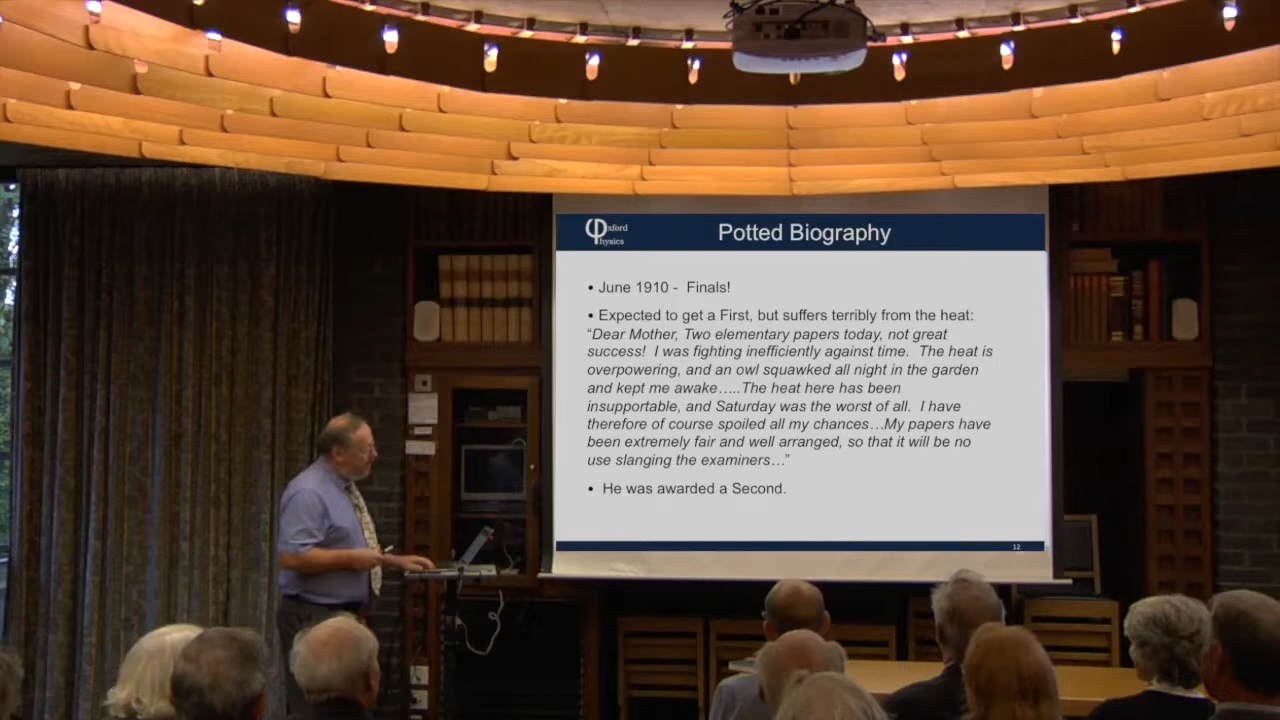 Oxford
Physics
Potted Biography
• June 1910 - Finals!
• Expected to get a First, but suffers terribly from the heat:
“Dear Mother, Two elementary papers today, not great
success! I was fighting inefficiently against time. The heat is
overpowering, and an owl squawked all night in the garden
and kept me awake…..The heat here has been
insupportable, and Saturday was the worst of all. I have
therefore of course spoiled all my chances…My papers have
been extremely fair and well arranged, so that it will be no
use slanging the examiners…”
• He was awarded a Second.
12